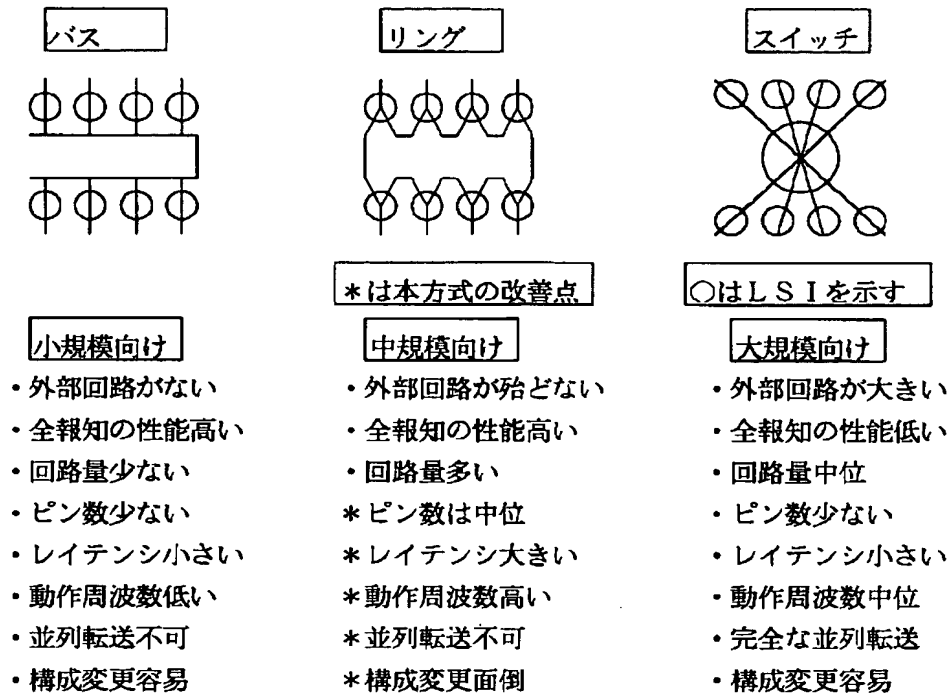 バス
リング
スイッチ
*は本方式の改善点
○はLSIを示す
小規模向け
・外部回路がない
・全報知の性能高い
・回路量少ない
・ピン数少ない
・レイテンシ小さい
・動作周波数低い
・並列転送不可
・構成変更容易
中規模向け
・外部回路が殆どない
・全報知の性能高い
・回路量多い
*ピン数は中位
*レイテンシ大きい
*動作周波数高い
*並列転送不可
*構成変更面倒
大規模向け
・外部回路が大きい
・全報知の性能低い
・回路量中位
・ピン数少ない
・レイテンシ小さい
・動作周波数中位
・完全な並列転送
・構成変更容易